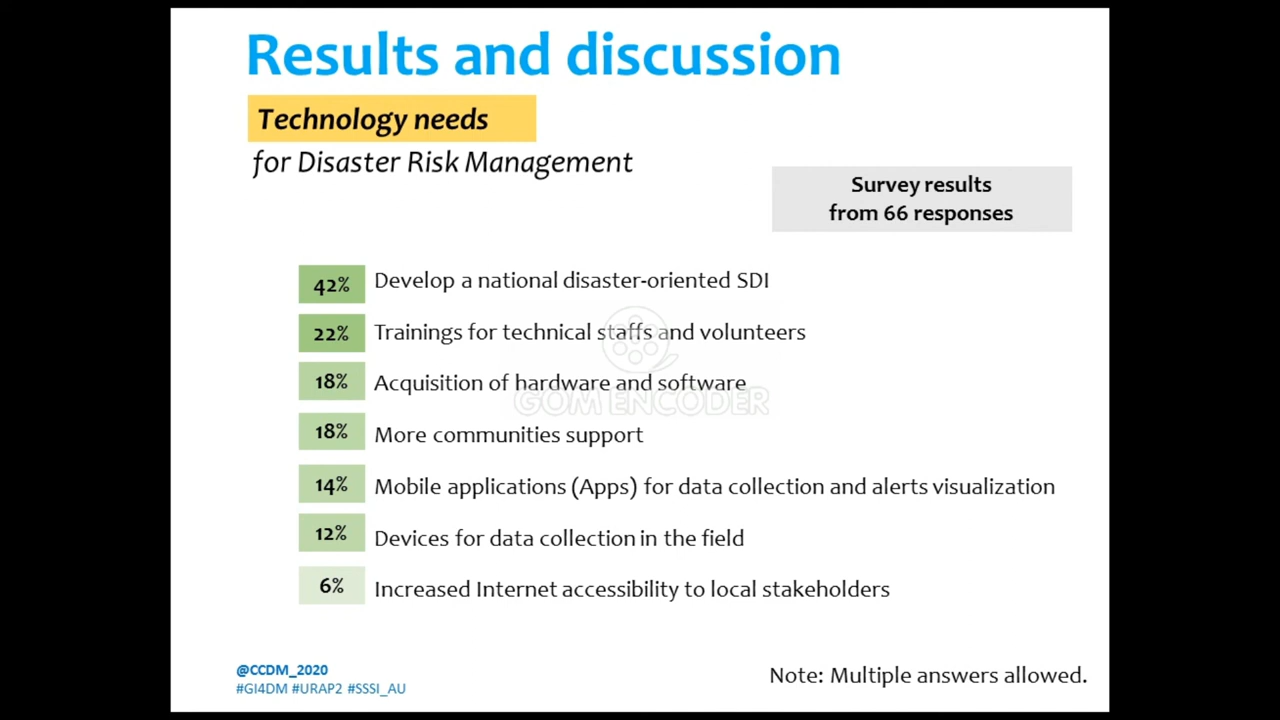 Results and discussion
Technology needs
for Disaster Risk Management
Survey results
from 66 responses
42% Develop a national disaster-oriented SDI
22% Trainings for technical staffs and volunteers
18% Acquisition of hardware and software
GOM ENCODER
18% More communities support
14% Mobile applications (Apps) for data collection and alerts visualization
12% Devices for data collection in the field
6% Increased Internet accessibility to local stakeholders
@CCDM_2020
#GI4DM #URAP2 #SSSI_AU
Note: Multiple answers allowed.